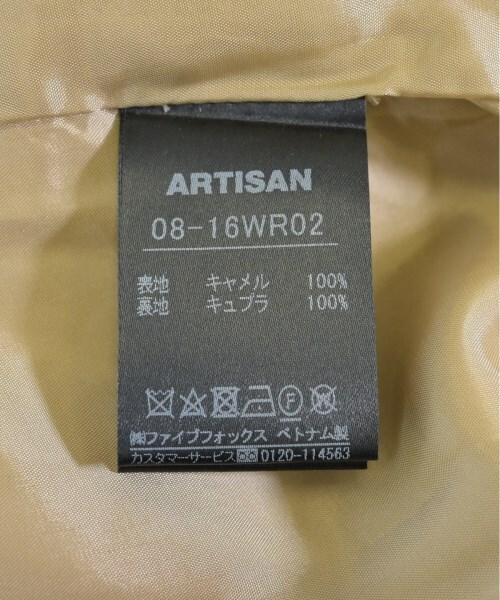 ARTISAN
08-16WR02
表地 キャメル 100%
裏地 キュプラ 100%
F W
㈱ファイブフォックス ベトナム製
カスタマーサービス 0120-114563